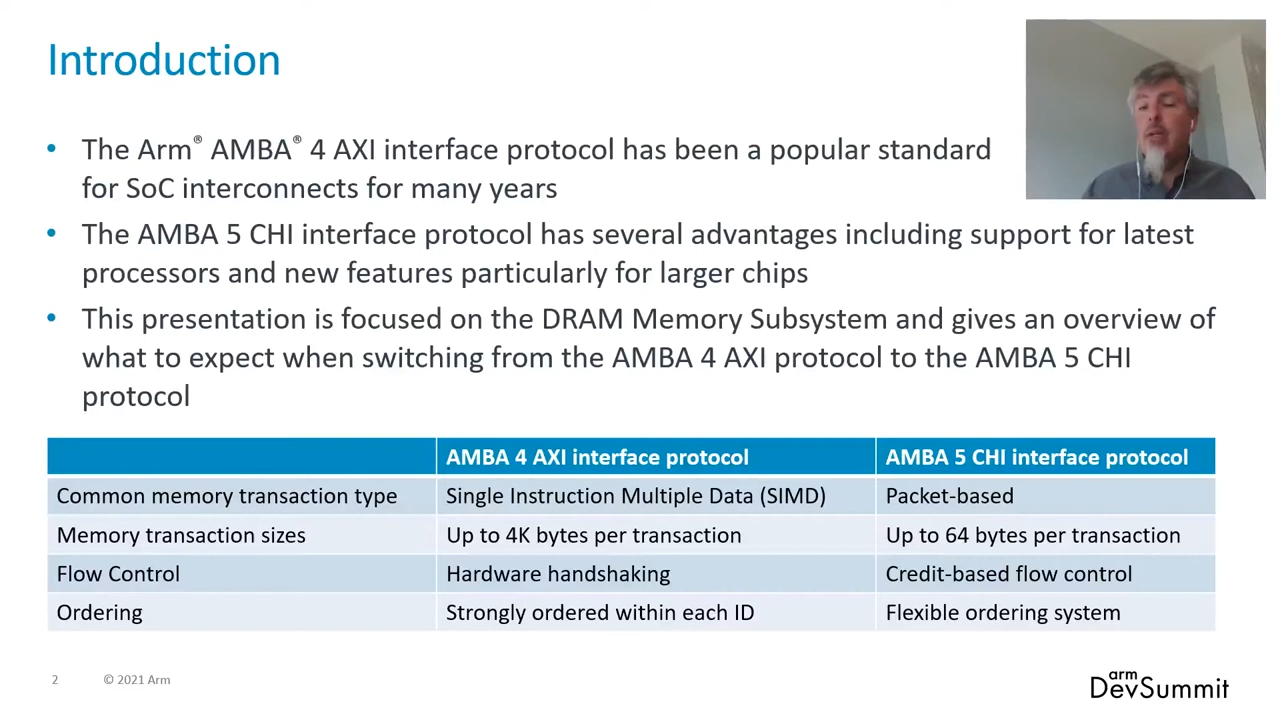 Introduction
• The Arm® AMBA® 4 AXI interface protocol has been a popular standard
for SoC interconnects for many years
• The AMBA 5 CHI interface protocol has several advantages including support for latest
processors and new features particularly for larger chips
• This presentation is focused on the DRAM Memory Subsystem and gives an overview of
what to expect when switching from the AMBA 4 AXI protocol to the AMBA 5 CHI
protocol
AMBA 4 AXI interface protocol AMBA 5 CHI interface protocol
Common memory transaction type Single Instruction Multiple Data (SIMD) Packet-based
Memory transaction sizes Up to 4K bytes per transaction Up to 64 bytes per transaction
Flow Control Hardware handshaking Credit-based flow control
Ordering Strongly ordered within each ID Flexible ordering system
2 © 2021 Arm
arm
DevSummit